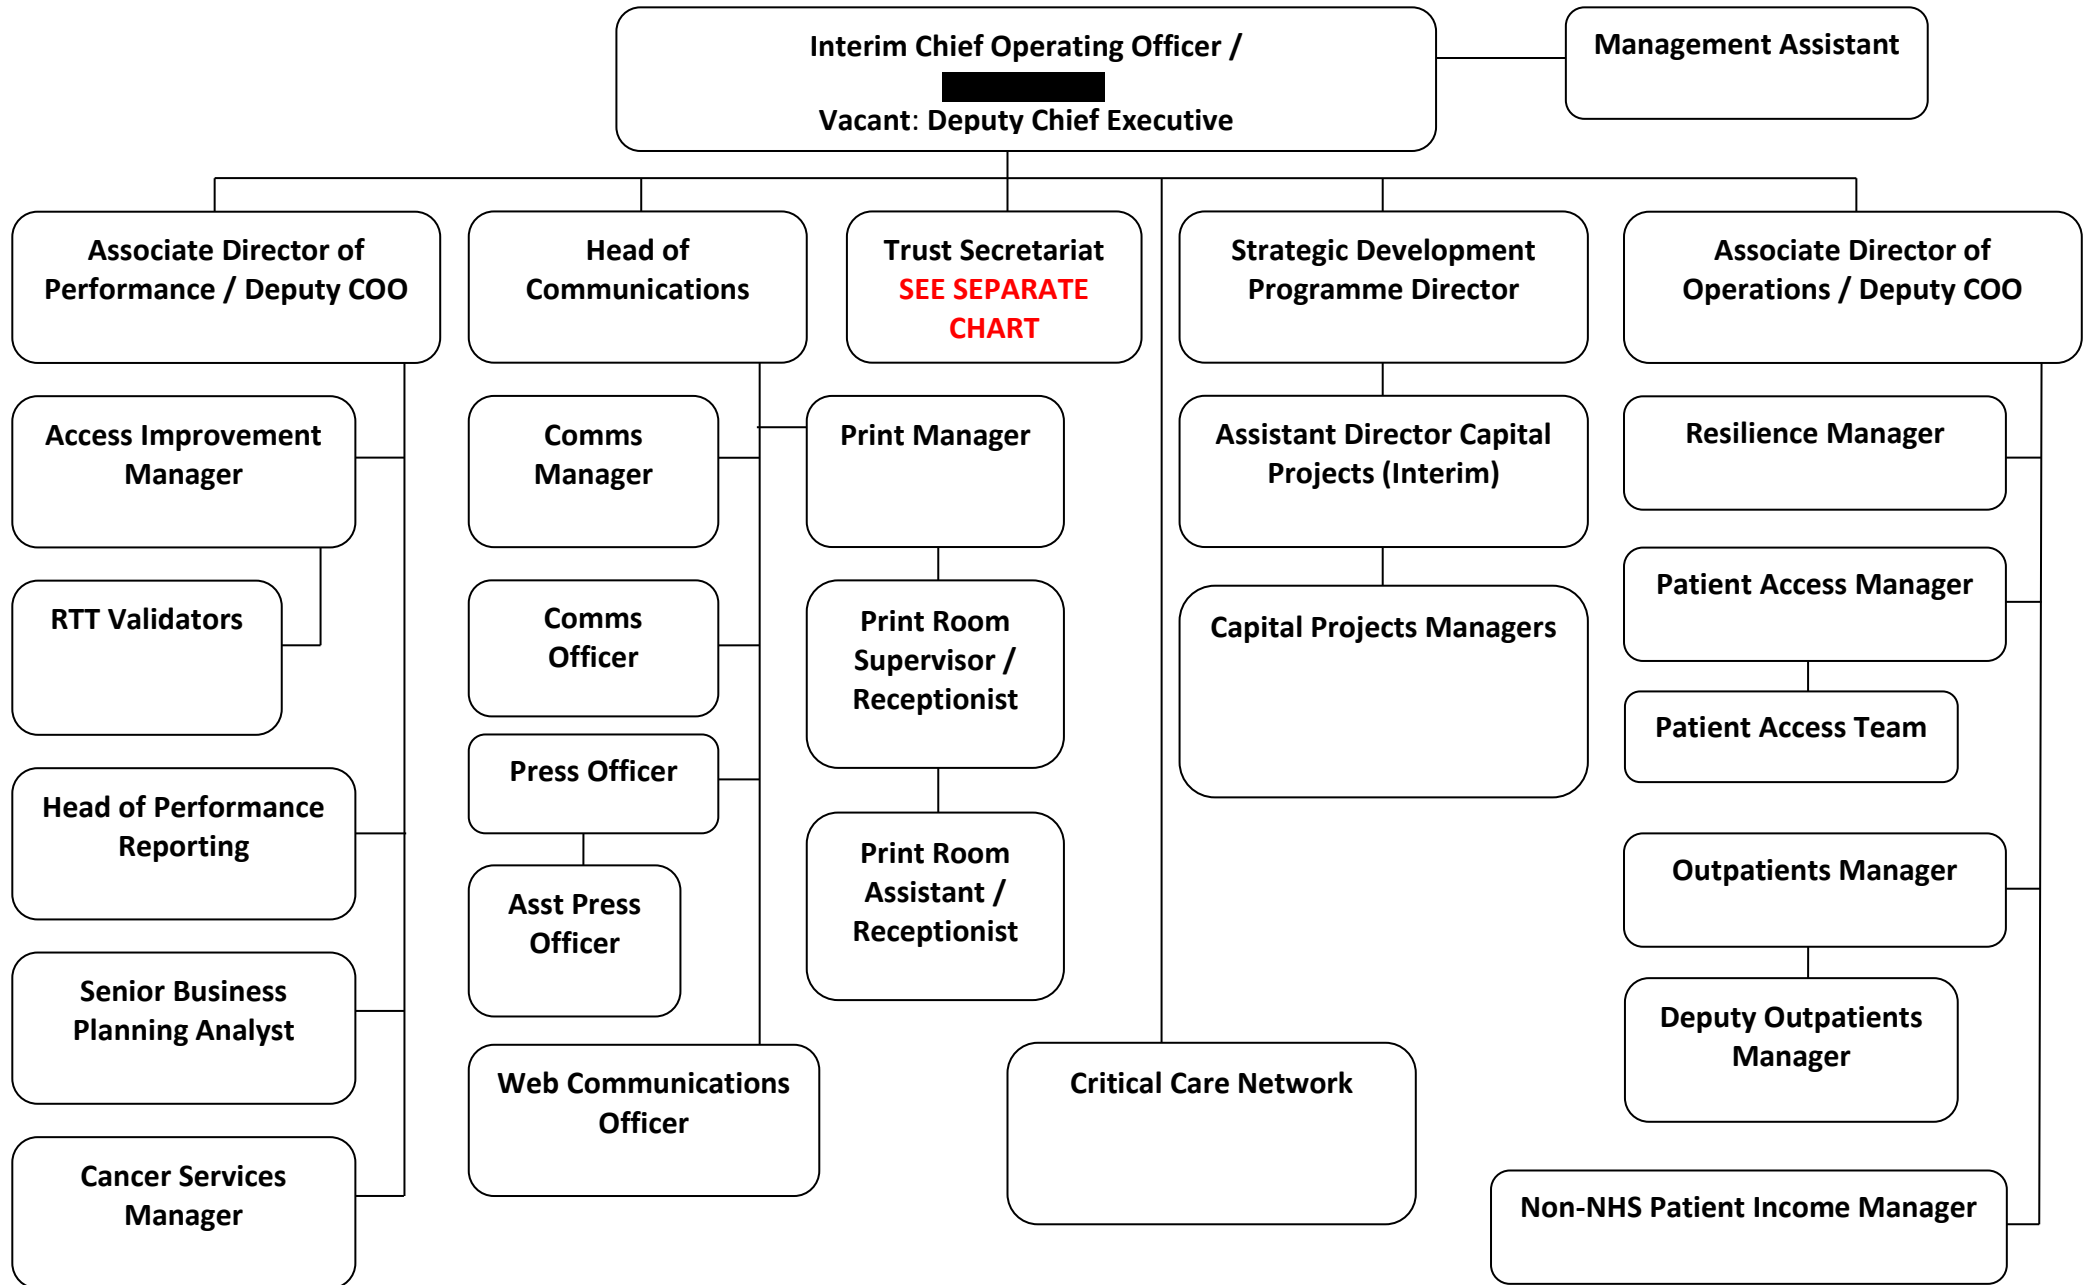 Interim Chief Operating Officer /
Vacant: Deputy Chief Executive
Management Assistant
Associate Director of
Performance / Deputy COO
Head of
Communications
Trust Secretariat
SEE SEPARATE
CHART
Strategic Development
Programme Director
Associate Director of
Operations / Deputy COO
Access Improvement
Manager
RTT Validators
Head of Performance
Reporting
Senior Business
Planning Analyst
Cancer Services
Manager
Comms
Manager
Comms
Officer
Press Officer
Asst Press
Officer
Web Communications
Officer
Print Manager
Print Room
Supervisor /
Receptionist
Print Room
Assistant /
Receptionist
Critical Care Network
Assistant Director Capital
Projects (Interim)
Capital Projects Managers
Resilience Manager
Patient Access Manager
Patient Access Team
Outpatients Manager
Deputy Outpatients
Manager
Non-NHS Patient Income Manager